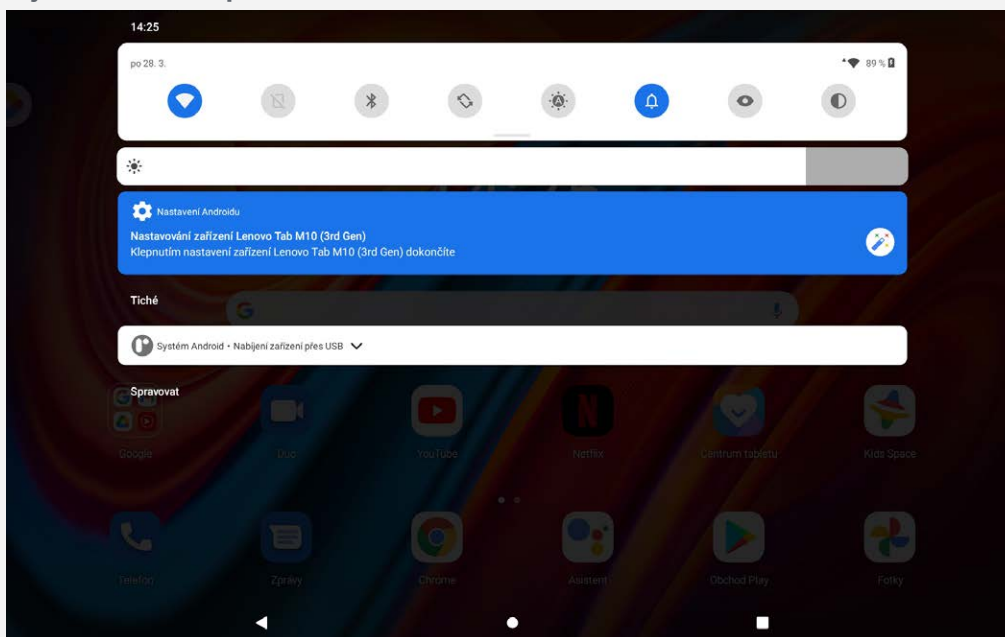 14:25
po 28. 3.
89 %
Nastavení Androidu
Nastavování zařízení Lenovo Tab M10 (3rd Gen)
Klepnutím nastavení zařízení Lenovo Tab M10 (3rd Gen) dokončíte
Tiché
Systém Android • Nabíjení zařízení přes USB
Spravovat
Google
Duo
YouTube
Netflix
Centrum tabletu
Kids Space
Telefon
Zprávy
Chrome
Asistent
Obchod Play
Fotky